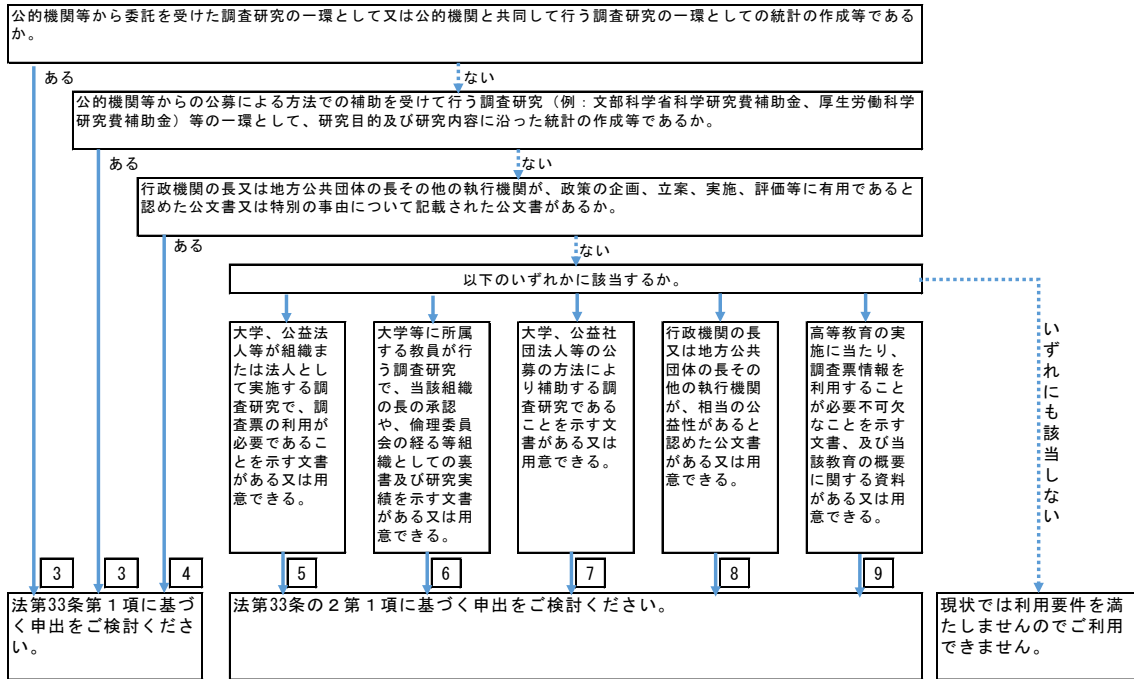 公的機関等から委託を受けた調査研究の一環として又は公的機関と共同して行う調査研究の一環としての統計の作成等である
か。
ある
ない
公的機関等からの公募による方法での補助を受けて行う調査研究（例：文部科学省科学研究費補助金、厚生労働科学
研究費補助金）等の一環として、研究目的及び研究内容に沿った統計の作成等であるか。
ある
ない
行政機関の長又は地方公共団体の長その他の執行機関が、政策の企画、立案、実施、評価等に有用であると
認めた公文書又は特別の事由について記載された公文書があるか。
ある
ない
以下のいずれかに該当するか。
大学、公益法
人等が組織ま
たは法人とし
て実施する調
査研究で、調
査票の利用が
必要であるこ
とを示す文書
がある又は用
意できる。
大学等に所属
する教員が行
う調査研究
で、当該組織
の長の承認
や、倫理委員
会の経る等組
織としての裏
書及び研究実
績を示す文書
がある又は用
意できる。
大学、公益社
団法人等の公
募の方法によ
り補助する調
査研究である
ことを示す文
書がある又は
用意できる。
行政機関の長
又は地方公共
団体の長その
他の執行機関
が、相当の公
益性があると
認めた公文書
がある又は用
意できる。
高等教育の実
施に当たり、
調査票情報を
利用すること
が必要不可欠
なことを示す
文書、及び当
該教育の概要
に関する資料
がある又は用
意できる。
いずれにも該当しない
3
3
4
5
6
7
8
9
法第33条第１項に基づ
く申出をご検討くださ
い。
法第33条の２第１項に基づく申出をご検討ください。
現状では利用要件を満
たしませんのでご利用
できません。